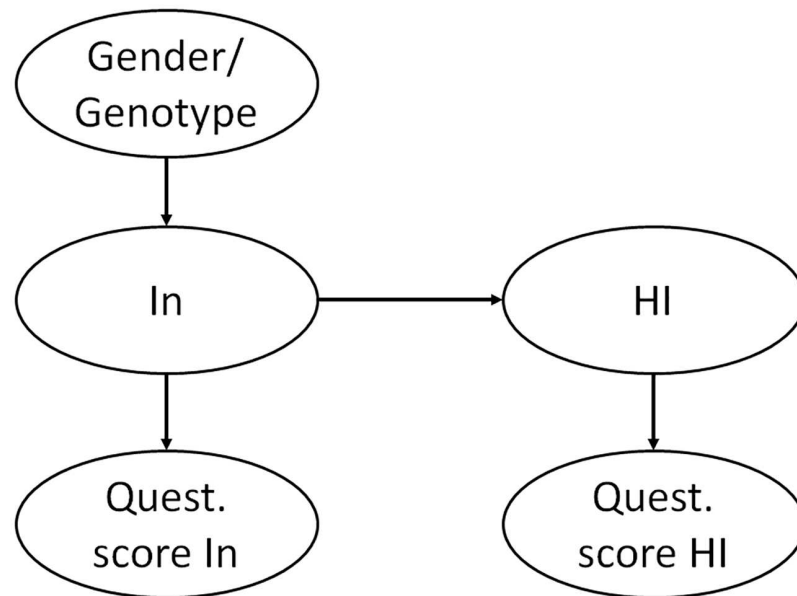 Gender/
Genotype
In
HI
Quest.
score In
Quest.
score HI